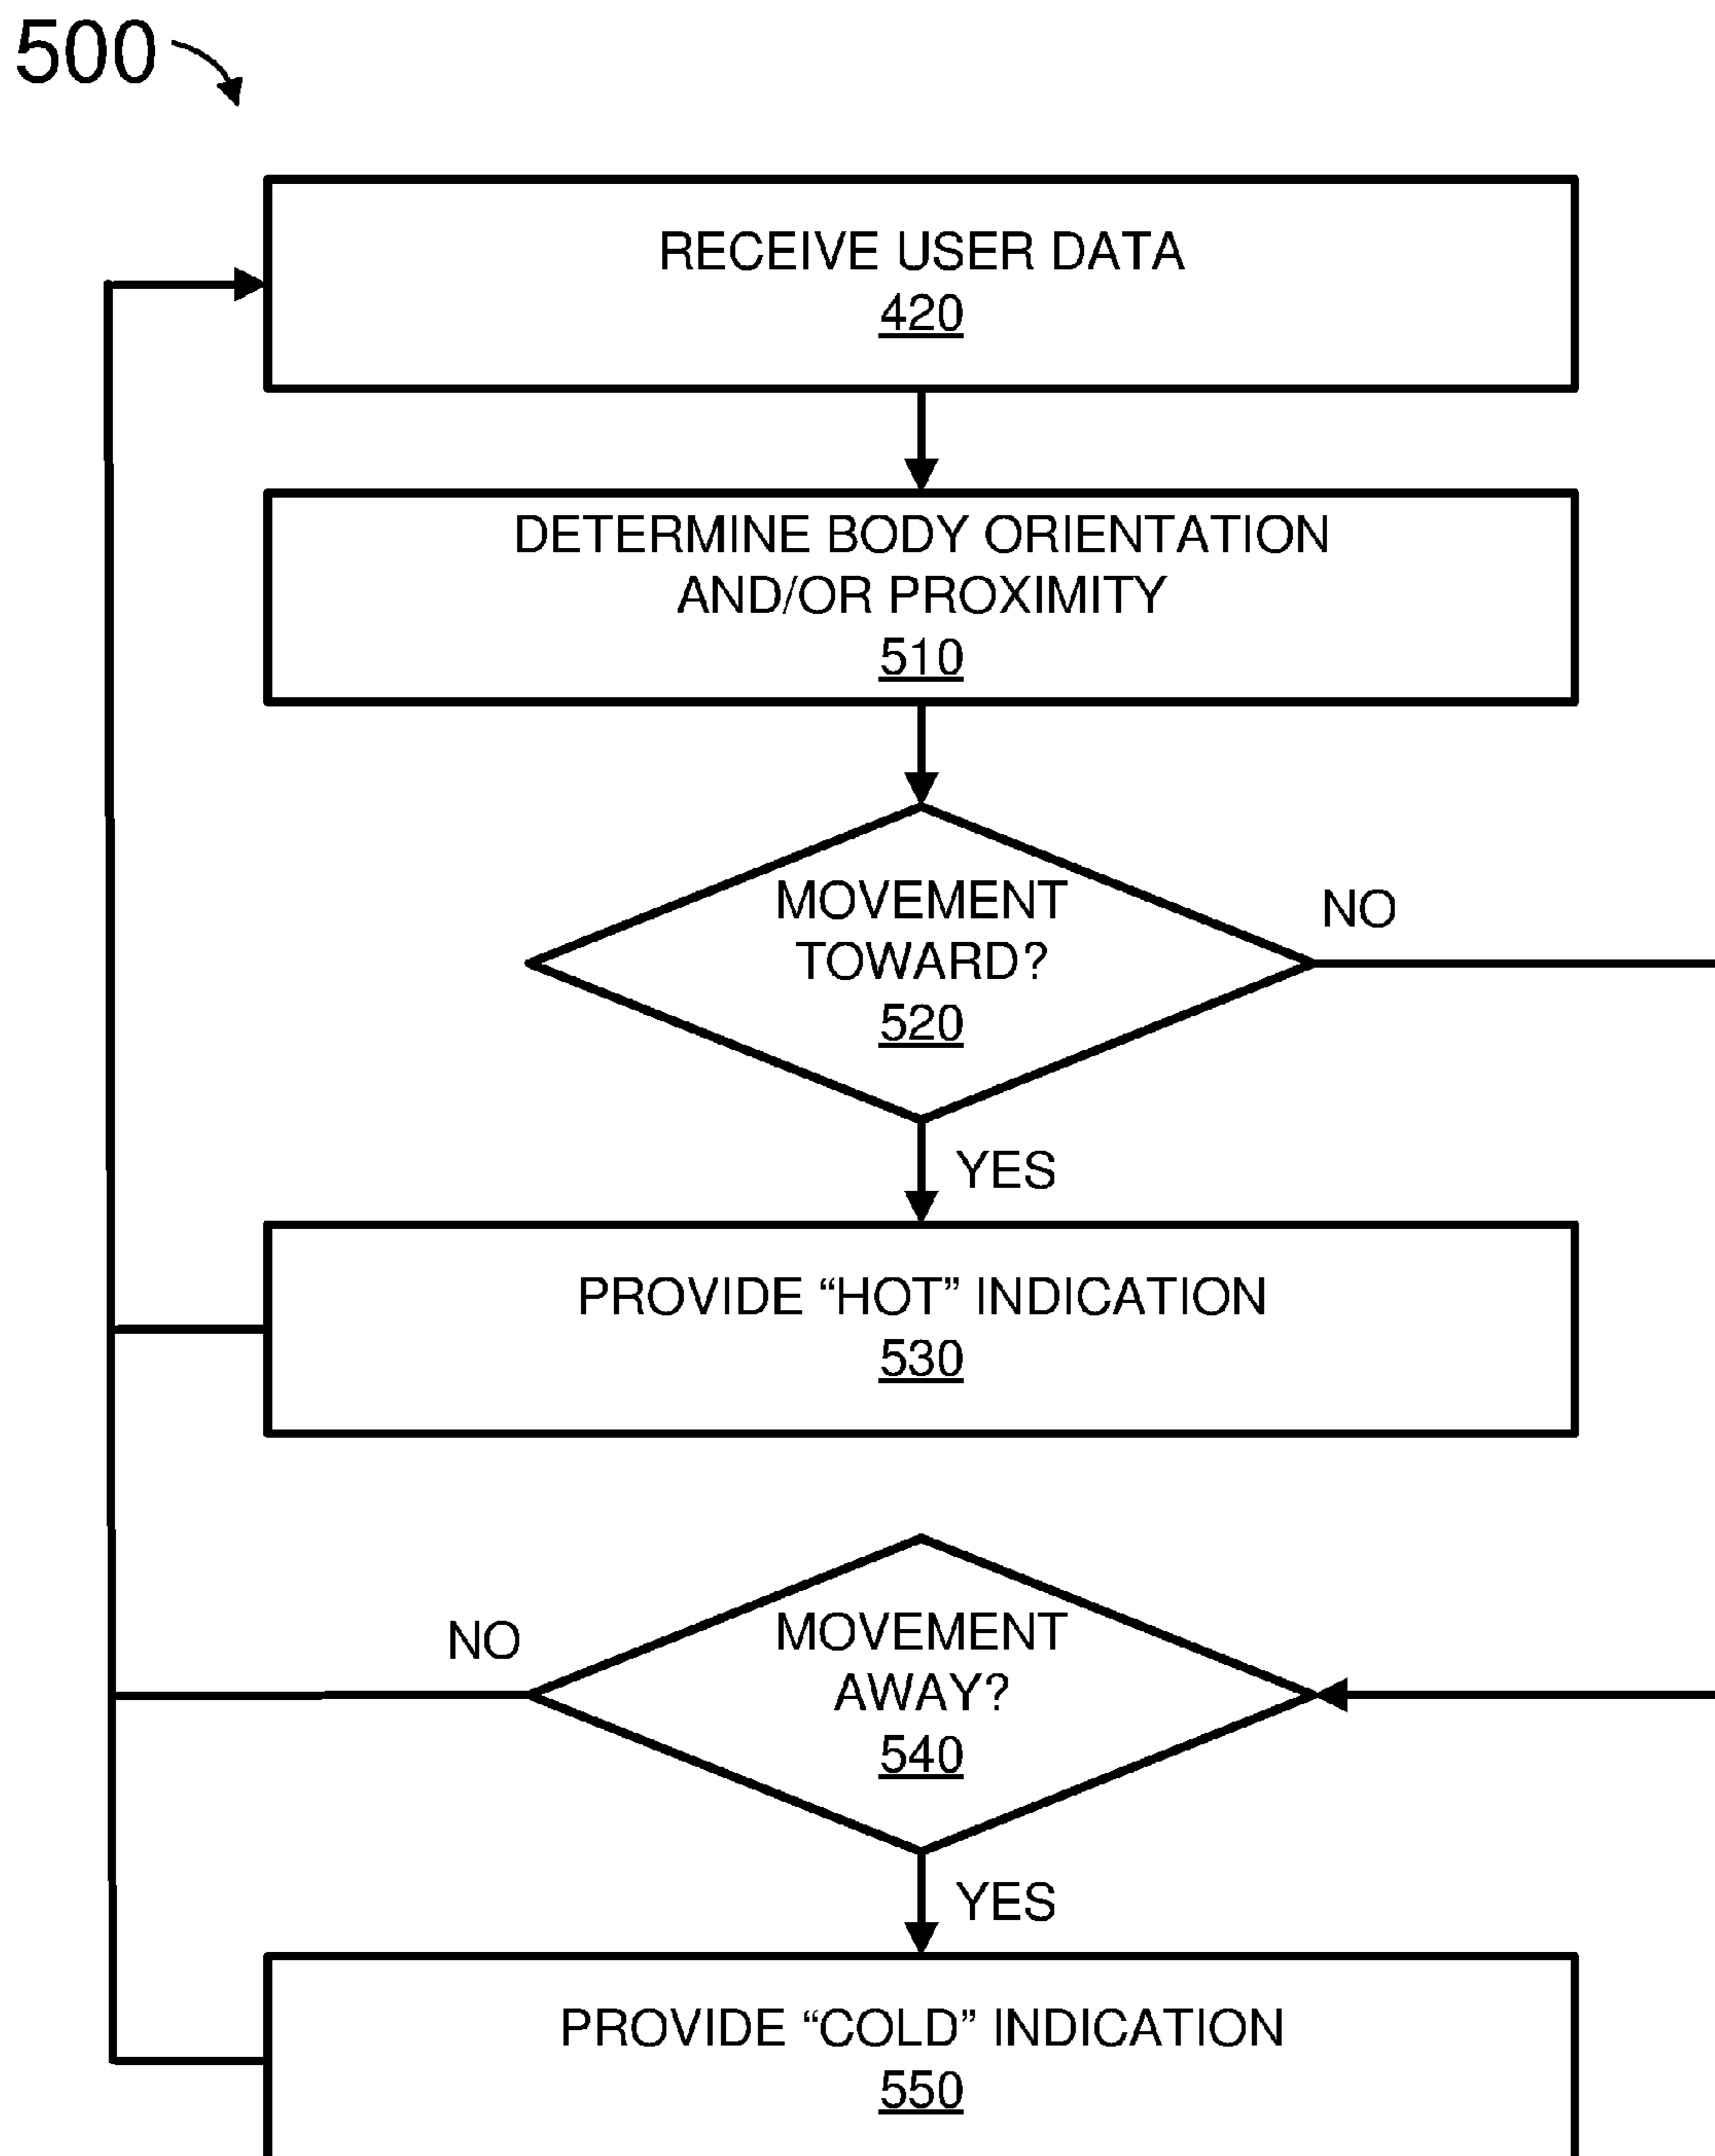 500
RECEIVE USER DATA
420
DETERMINE BODY ORIENTATION
AND/OR PROXIMITY
510
MOVEMENT
TOWARD?
520
NO
YES
PROVIDE “HOT” INDICATION
530
MOVEMENT
AWAY?
540
NO
YES
PROVIDE “COLD” INDICATION
550